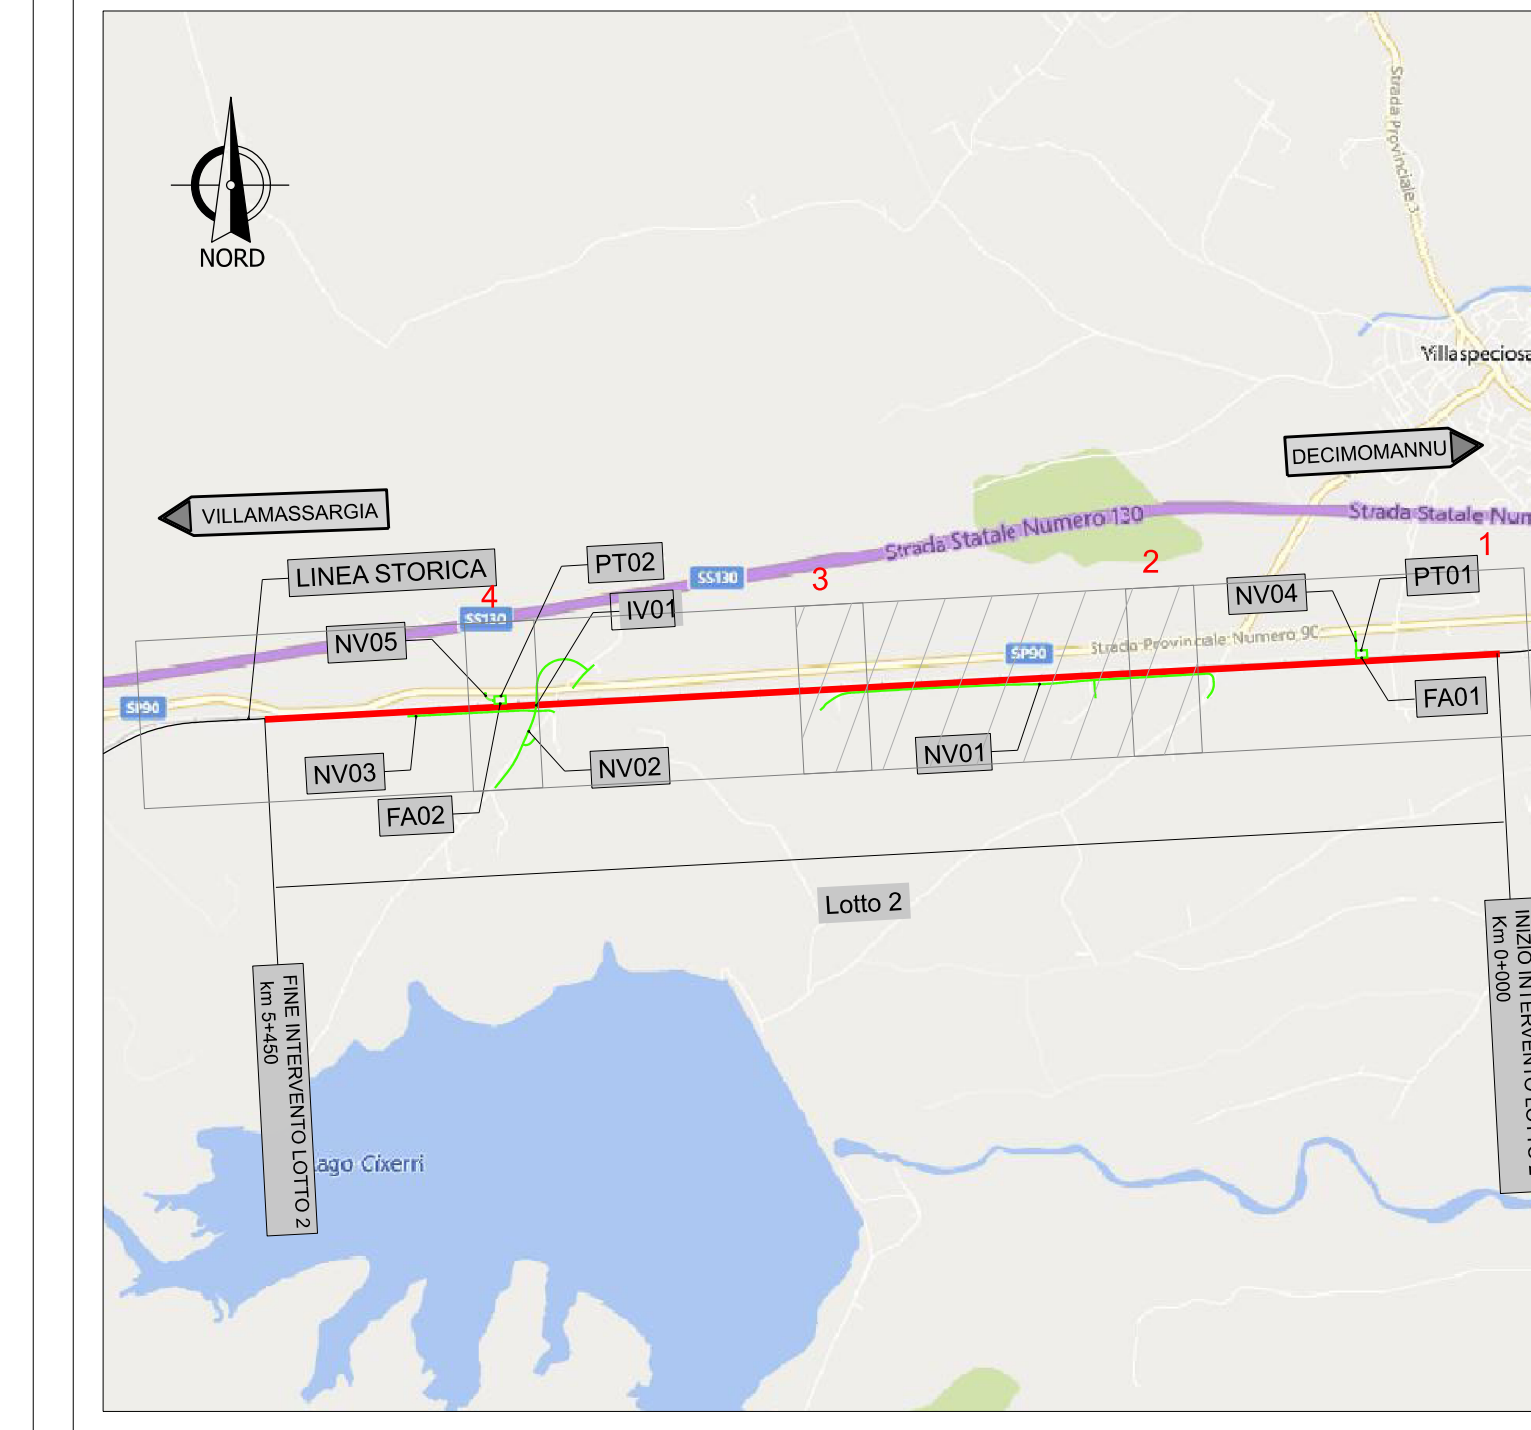 NORD
Strada Provinciale 3
Villaspeciosa
DECIMOMANNU
VILLAMASSARGIA
Strada Statale Numero 130
Strada Statale Num
1
2
3
4
LINEA STORICA
PT02
SS130
SS130
IV01
NV05
NV04
PT01
Strada Provinciale Numero 90
SP90
SP90
FA01
NV03
NV02
NV01
FA02
Lotto 2
FINE INTERVENTO LOTTO 2
km 5+450
INIZIO INTERVENTO
Km 0+000
Lago Cixerri